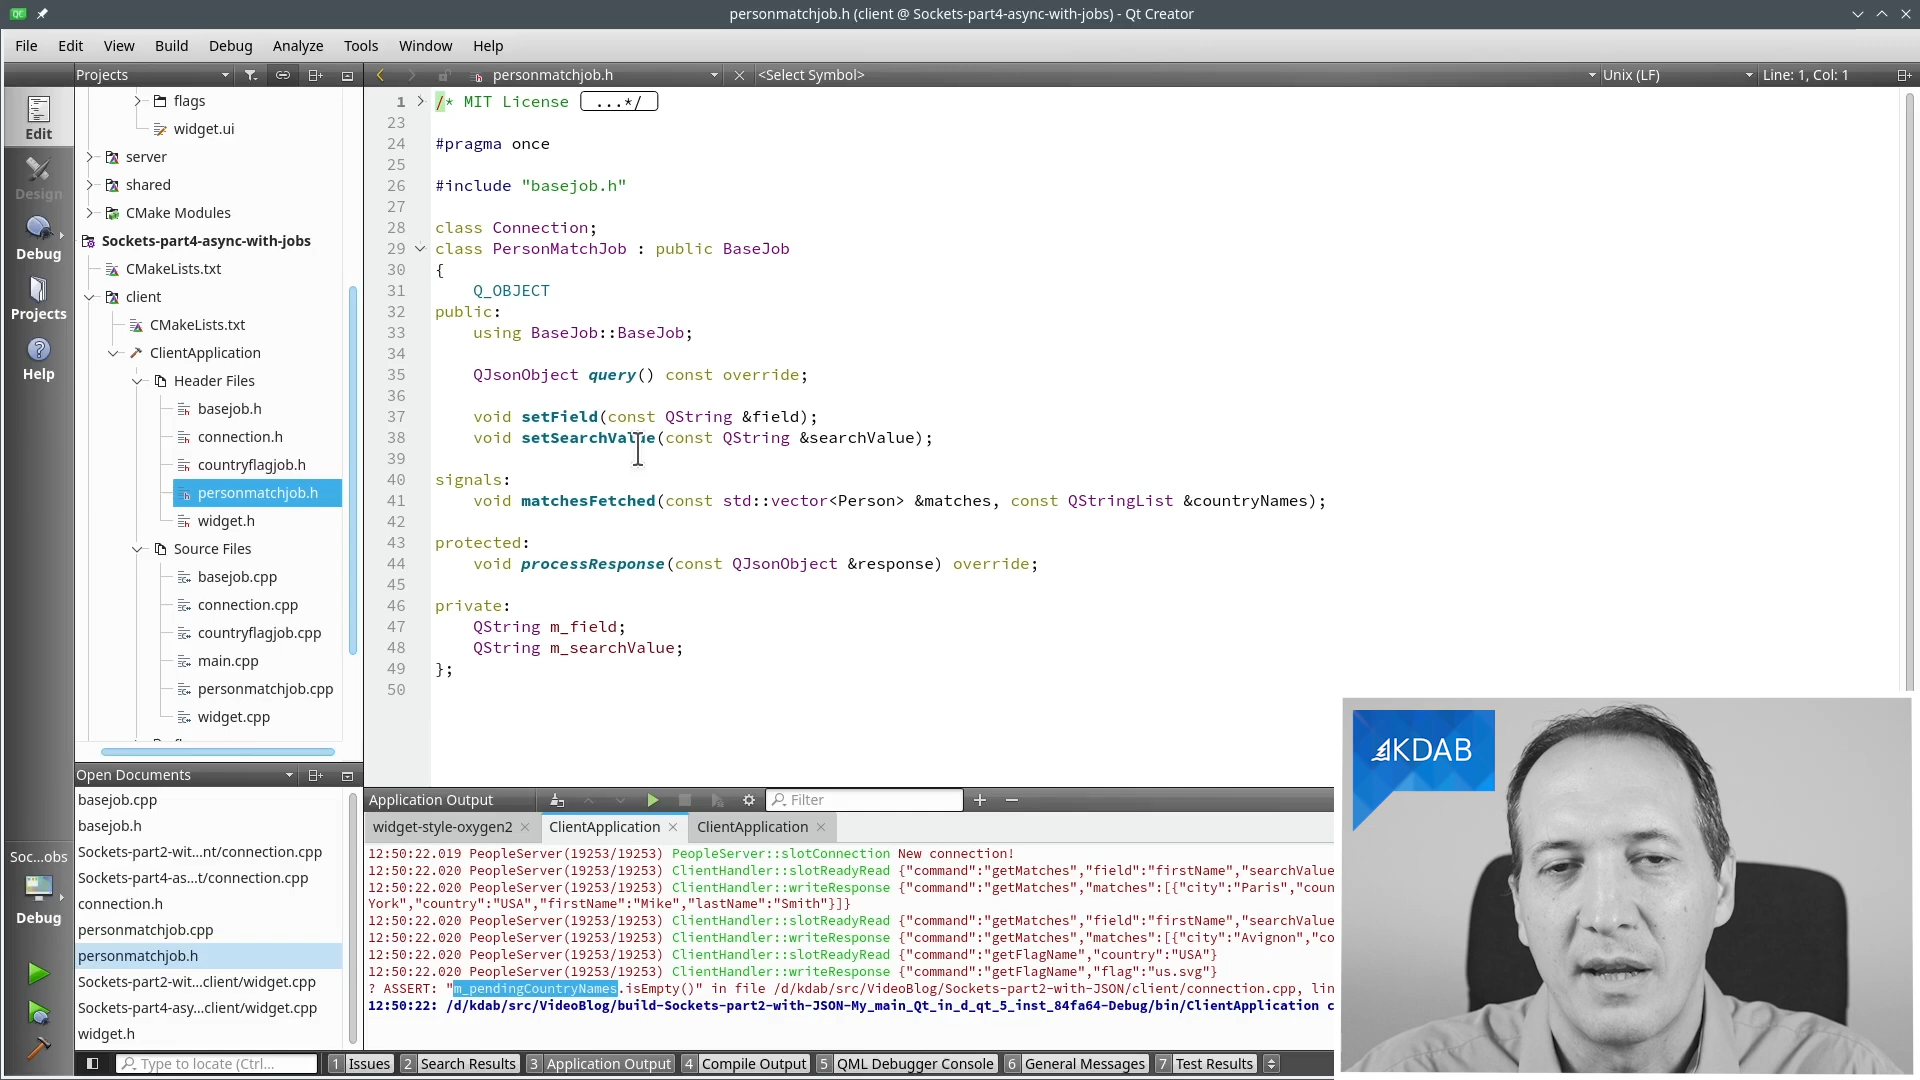 personmatchjob.h (client @ Sockets-part4-async-with-jobs) - Qt Creator
File Edit View Build Debug Analyze Tools Window Help
Projects
personmatchjob.h
<Select Symbol>
Unix (LF)
Line: 1, Col: 1
Edit
Design
Debug
Projects
Help
flags
widget.ui
server
shared
CMake Modules
Sockets-part4-async-with-jobs
CMakeLists.txt
client
CMakeLists.txt
ClientApplication
Header Files
basejob.h
connection.h
countryflagjob.h
personmatchjob.h
widget.h
Source Files
basejob.cpp
connection.cpp
countryflagjob.cpp
main.cpp
personmatchjob.cpp
widget.cpp
1 /* MIT License ...*/
23
24 #pragma once
25
26 #include "basejob.h"
27
28 class Connection;
29 class PersonMatchJob : public BaseJob
30 {
31 Q_OBJECT
32 public:
33 using BaseJob::BaseJob;
34
35 QJsonObject query() const override;
36
37 void setField(const QString &field);
38 void setSearchValue(const QString &searchValue);
39
40 signals:
41 void matchesFetched(const std::vector<Person> &matches, const QStringList &countryNames);
42
43 protected:
44 void processResponse(const QJsonObject &response) override;
45
46 private:
47 QString m_field;
48 QString m_searchValue;
49 };
50
Open Documents
basejob.cpp
basejob.h
Sockets-part2-wit...nt/connection.cpp
Sockets-part4-as...t/connection.cpp
connection.h
personmatchjob.cpp
personmatchjob.h
Sockets-part2-wit...client/widget.cpp
Sockets-part4-asy...client/widget.cpp
widget.h
Soc...obs
Debug
Application Output
Filter
widget-style-oxygen2
ClientApplication
ClientApplication
12:50:22.019 PeopleServer(19253/19253) PeopleServer::slotConnection New connection!
12:50:22.020 PeopleServer(19253/19253) ClientHandler::slotReadyRead {"command":"getMatches","field":"firstName","searchValue
12:50:22.020 PeopleServer(19253/19253) ClientHandler::writeResponse {"command":"getMatches","matches":[{"city":"Paris","coun
York","country":"USA","firstName":"Mike","lastName":"Smith"}]}
12:50:22.020 PeopleServer(19253/19253) ClientHandler::slotReadyRead {"command":"getMatches","field":"firstName","searchValue
12:50:22.020 PeopleServer(19253/19253) ClientHandler::writeResponse {"command":"getMatches","matches":[{"city":"Avignon","co
12:50:22.020 PeopleServer(19253/19253) ClientHandler::slotReadyRead {"command":"getFlagName","country":"USA"}
12:50:22.020 PeopleServer(19253/19253) ClientHandler::writeResponse {"command":"getFlagName","flag":"us.svg"}
? ASSERT: "m_pendingCountryNames.isEmpty()" in file /d/kdab/src/VideoBlog/Sockets-part2-with-JSON/client/connection.cpp, lin
12:50:22: /d/kdab/src/VideoBlog/build-Sockets-part2-with-JSON-My_main_Qt_in_d_qt_5_inst_84fa64-Debug/bin/ClientApplication c
KDAB
Type to locate (Ctrl...
1 Issues 2 Search Results 3 Application Output 4 Compile Output 5 QML Debugger Console 6 General Messages 7 Test Results